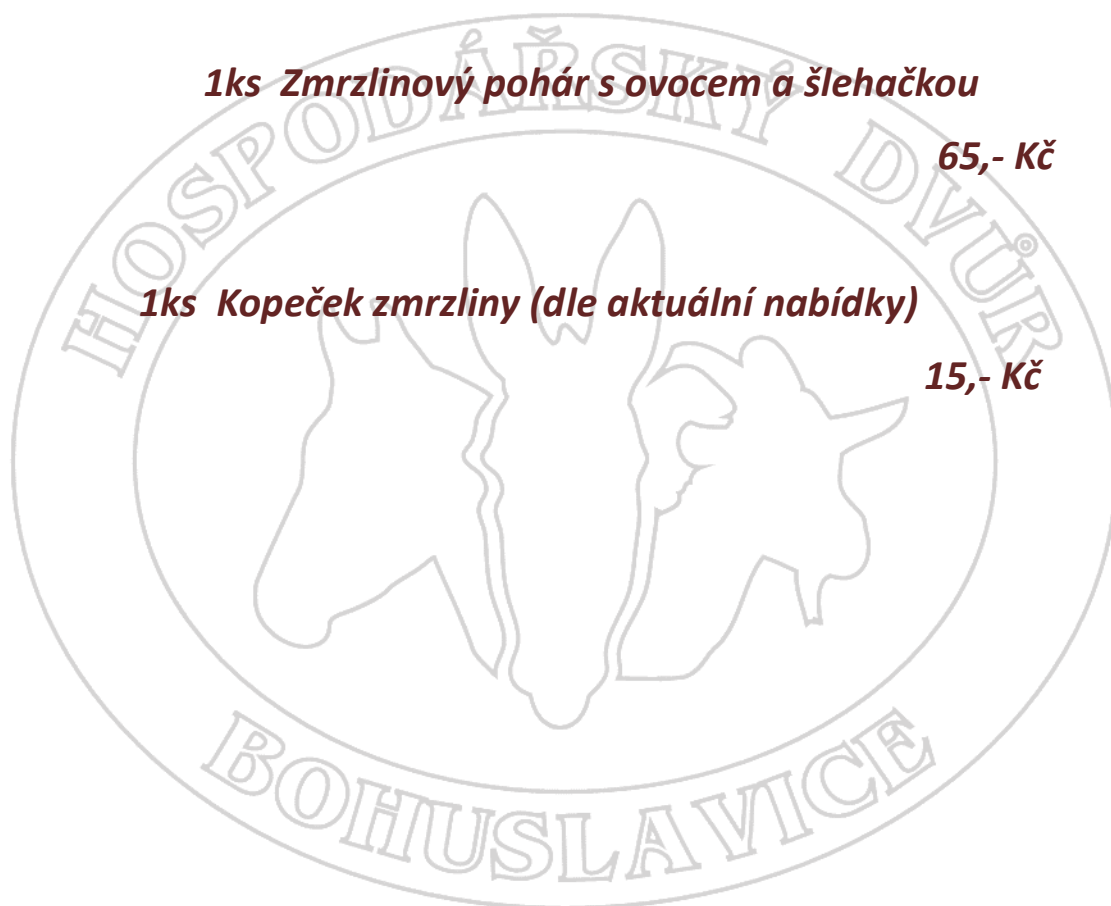 HOSPODÁŘSKÝ DVŮR
1ks Zmrzlinový pohár s ovocem a šlehačkou
65,- Kč
1ks Kopeček zmrzliny (dle aktuální nabídky)
15,- Kč
BOHUSLAVICE